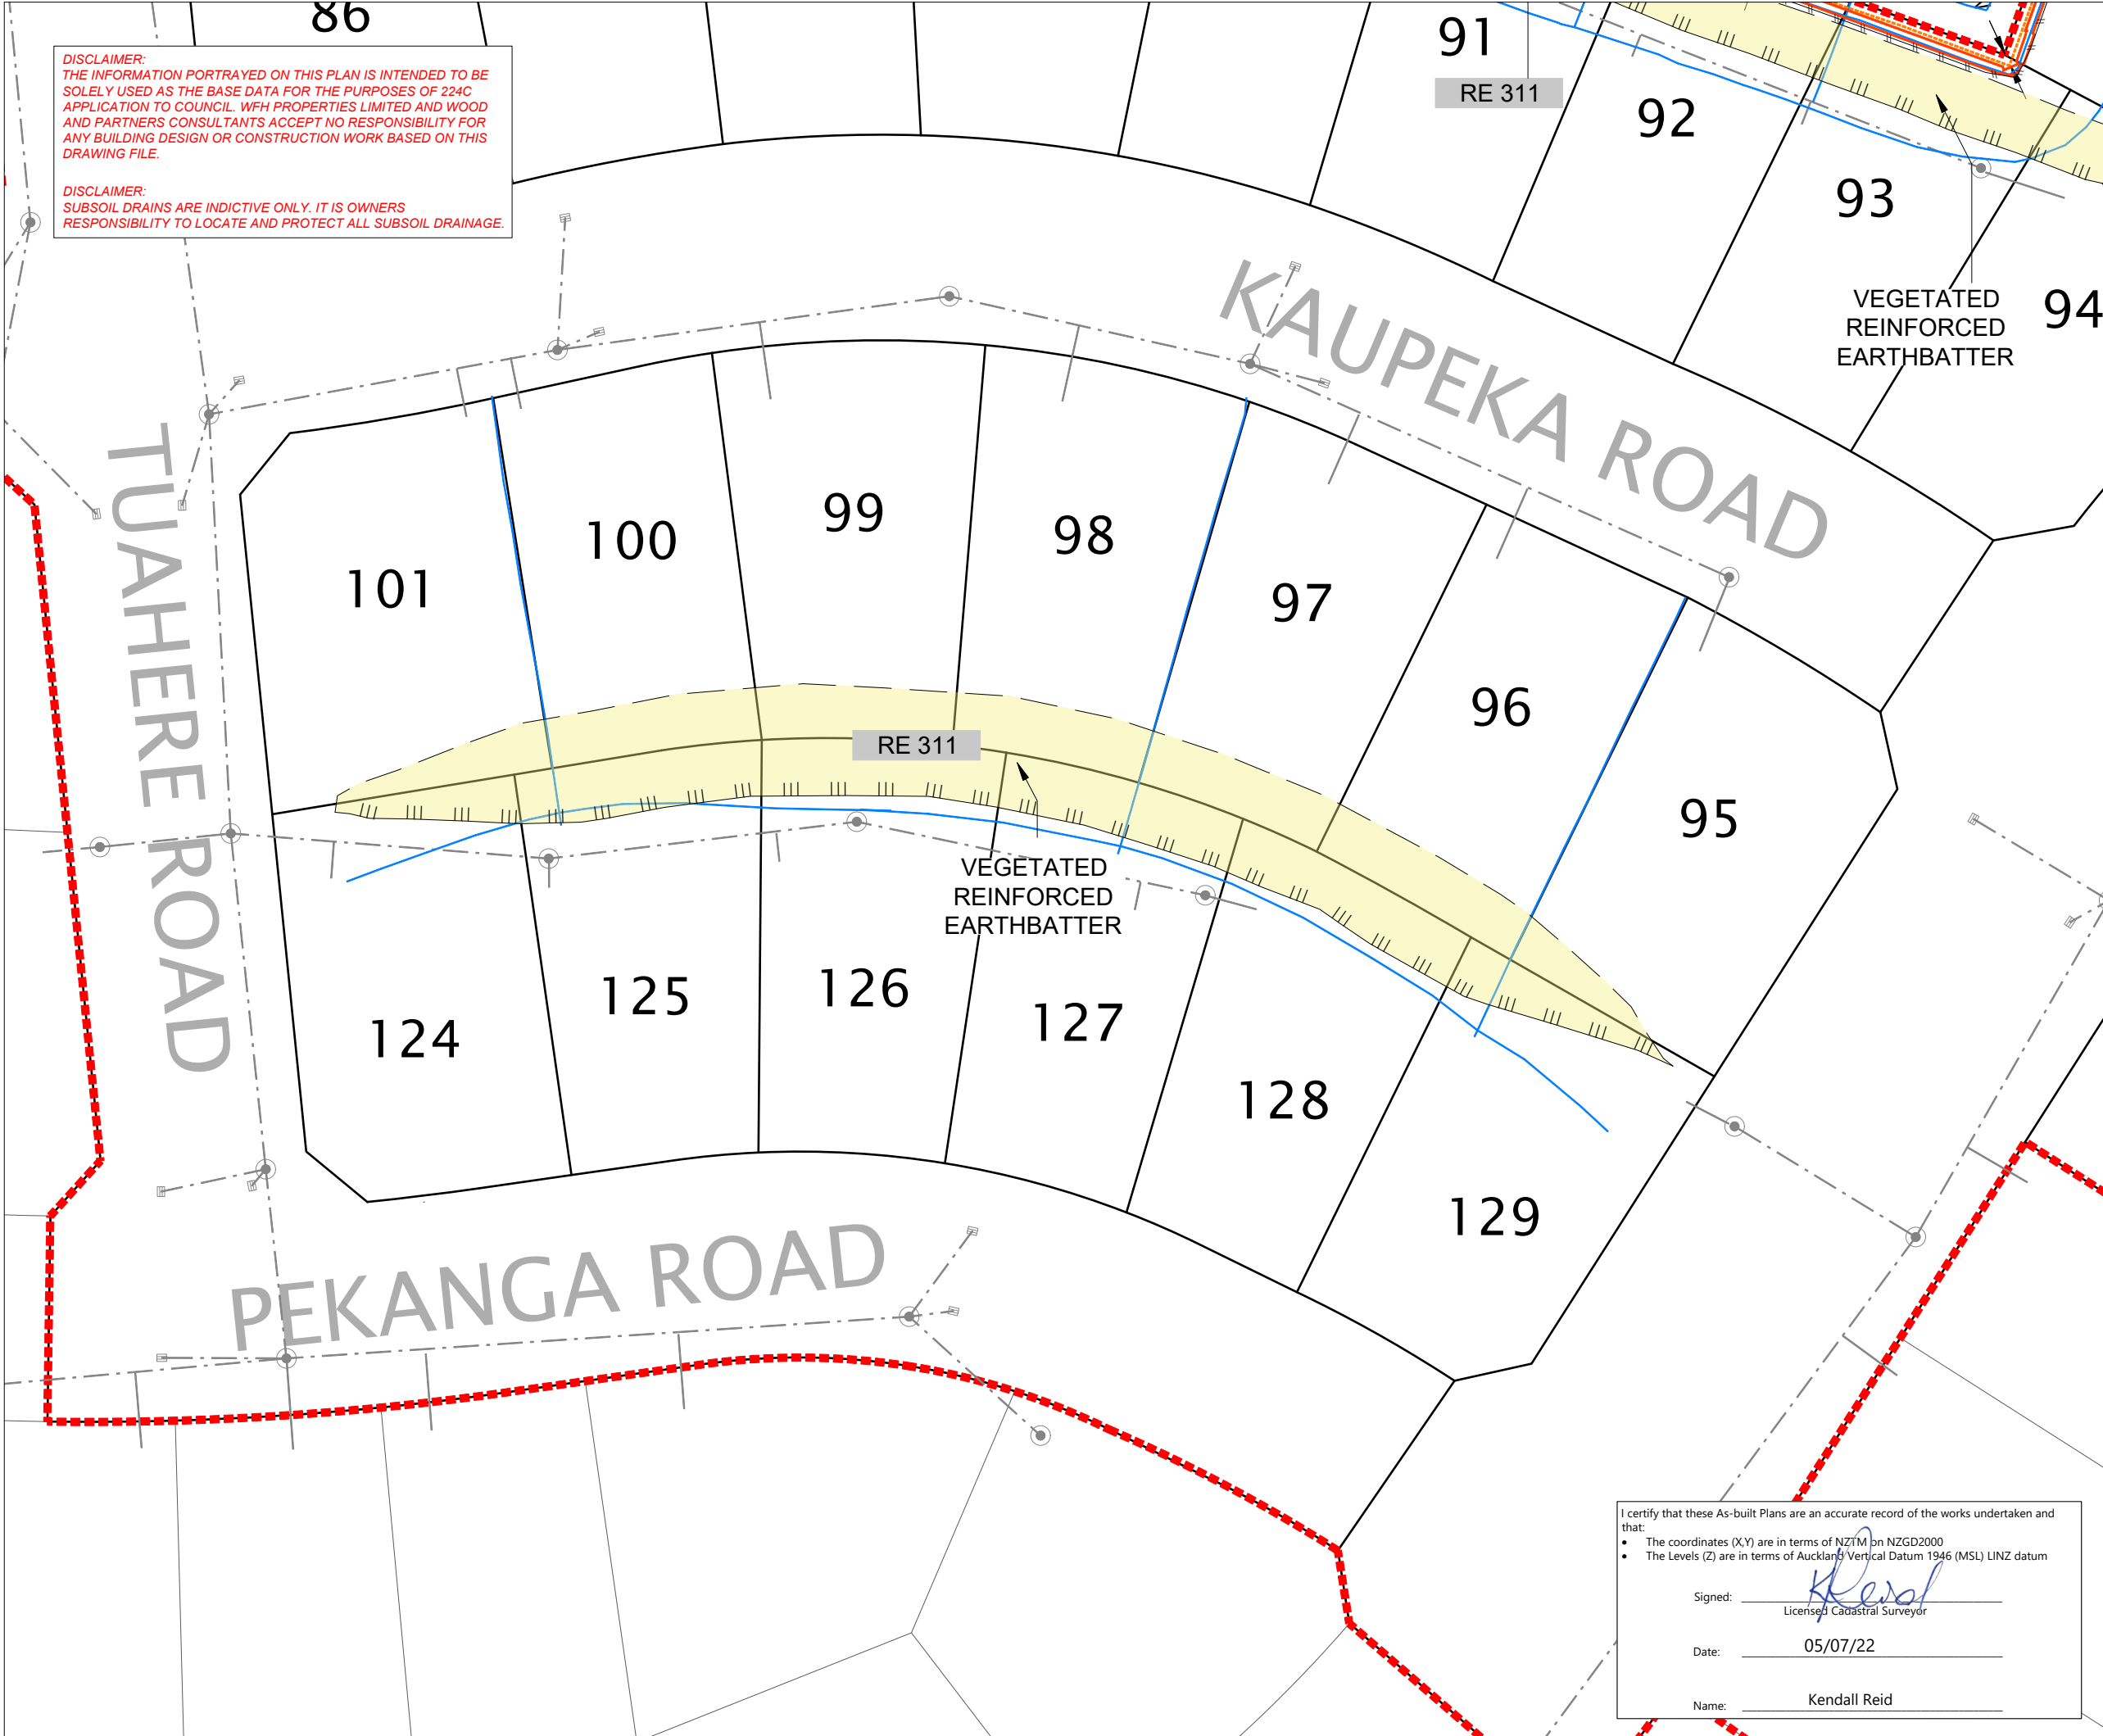 86
DISCLAIMER:
THE INFORMATION PORTRAYED ON THIS PLAN IS INTENDED TO BE
SOLELY USED AS THE BASE DATA FOR THE PURPOSES OF 224C
APPLICATION TO COUNCIL. WFH PROPERTIES LIMITED AND WOOD
AND PARTNERS CONSULTANTS ACCEPT NO RESPONSIBILITY FOR
ANY BUILDING DESIGN OR CONSTRUCTION WORK BASED ON THIS
DRAWING FILE.
DISCLAIMER:
SUBSOIL DRAINS ARE INDICTIVE ONLY. IT IS OWNERS
RESPONSIBILITY TO LOCATE AND PROTECT ALL SUBSOIL DRAINAGE.
91
RE 311
92
93
94
VEGETATED
REINFORCED
EARTHBATTER
KAUPEKA ROAD
TUAHERE ROAD
101
100
99
98
97
96
95
RE 311
VEGETATED
REINFORCED
EARTHBATTER
124
125
126
127
128
129
PEKANGA ROAD
I certify that these As-built Plans are an accurate record of the works undertaken and
that:
• The coordinates (X,Y) are in terms of NZTM on NZGD2000
• The Levels (Z) are in terms of Auckland Vertical Datum 1946 (MSL) LINZ datum
Signed:
Licensed Cadastral Surveyor
Date: 05/07/22
Name: Kendall Reid